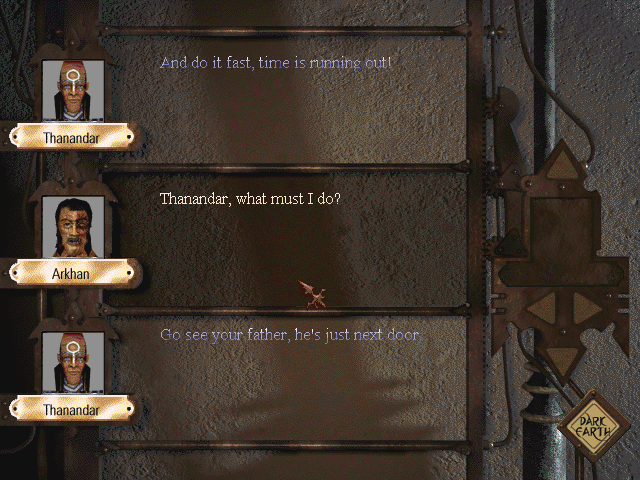 And do it fast, time is running out!
Thanandar
Thanandar, what must I do?
Arkhan
Go see your father, he's just next door
Thanandar
DARK
EARTH